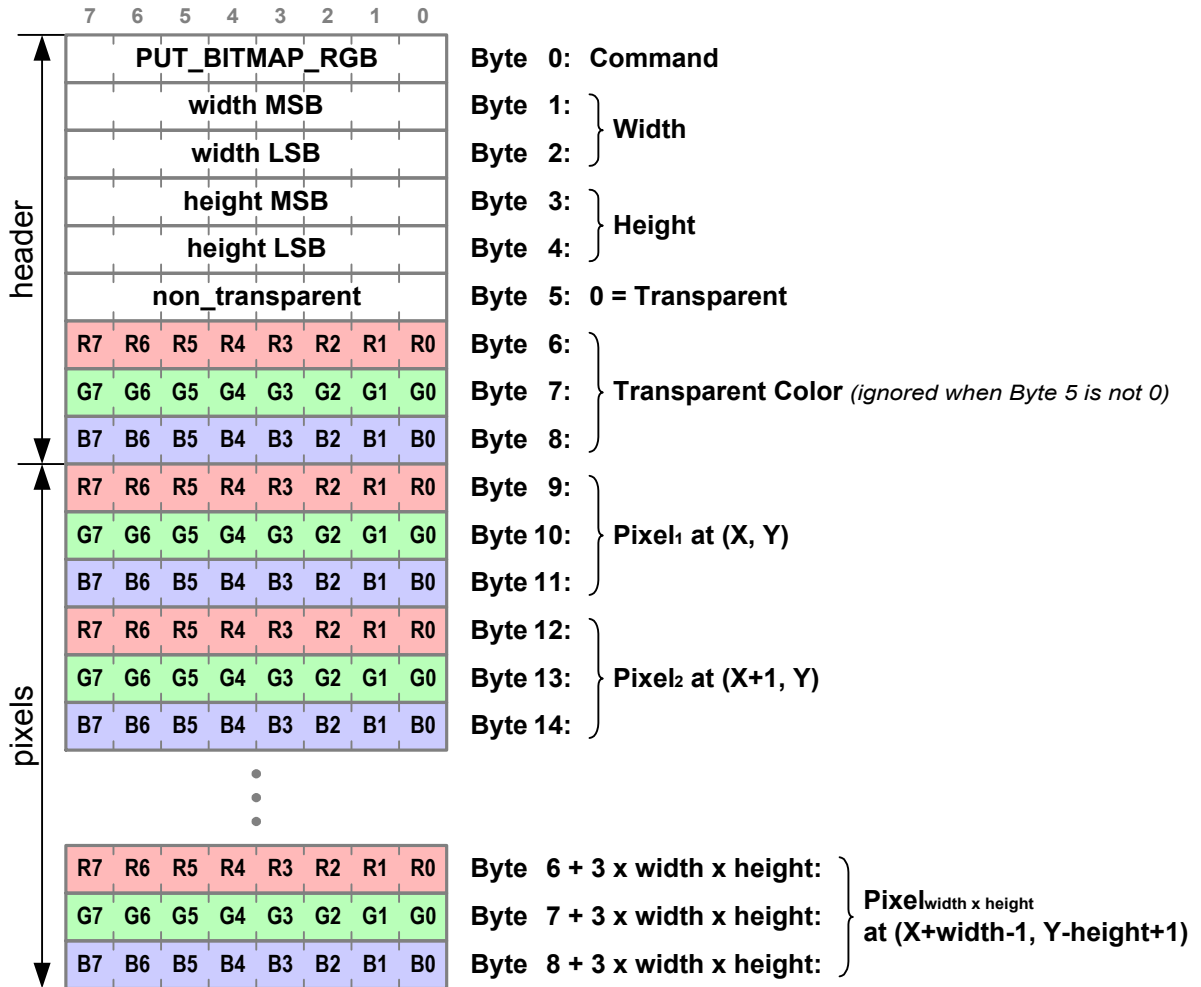 7 6 5 4 3 2 1 0
PUT_BITMAP_RGB Byte 0: Command
width MSB Byte 1:
Width
width LSB Byte 2:
height MSB Byte 3:
Height
height LSB Byte 4:
header
non_transparent Byte 5: 0 = Transparent
R7 R6 R5 R4 R3 R2 R1 R0 Byte 6:
G7 G6 G5 G4 G3 G2 G1 G0 Byte 7: Transparent Color (ignored when Byte 5 is not 0)
B7 B6 B5 B4 B3 B2 B1 B0 Byte 8:
R7 R6 R5 R4 R3 R2 R1 R0 Byte 9:
G7 G6 G5 G4 G3 G2 G1 G0 Byte 10: Pixel1 at (X, Y)
B7 B6 B5 B4 B3 B2 B1 B0 Byte 11:
R7 R6 R5 R4 R3 R2 R1 R0 Byte 12:
G7 G6 G5 G4 G3 G2 G1 G0 Byte 13: Pixel2 at (X+1, Y)
B7 B6 B5 B4 B3 B2 B1 B0 Byte 14:
pixels
R7 R6 R5 R4 R3 R2 R1 R0 Byte 6 + 3 x width x height:
G7 G6 G5 G4 G3 G2 G1 G0 Byte 7 + 3 x width x height:
B7 B6 B5 B4 B3 B2 B1 B0 Byte 8 + 3 x width x height:
Pixelwidth x height
at (X+width-1, Y-height+1)